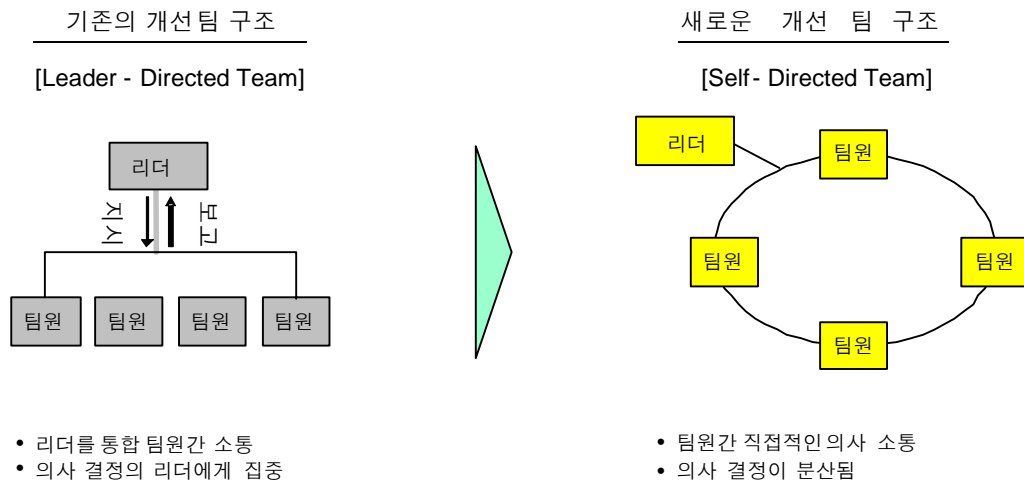 기존의 개선팀 구조
[Leader - Directed Team]
리더
지시
보고
팀원
팀원
팀원
팀원
• 리더를 통합 팀원간 소통
• 의사 결정의 리더에게 집중
새로운 개선 팀 구조
[Self - Directed Team]
리더
팀원
팀원
팀원
팀원
• 팀원간 직접적인 의사 소통
• 의사 결정이 분산됨